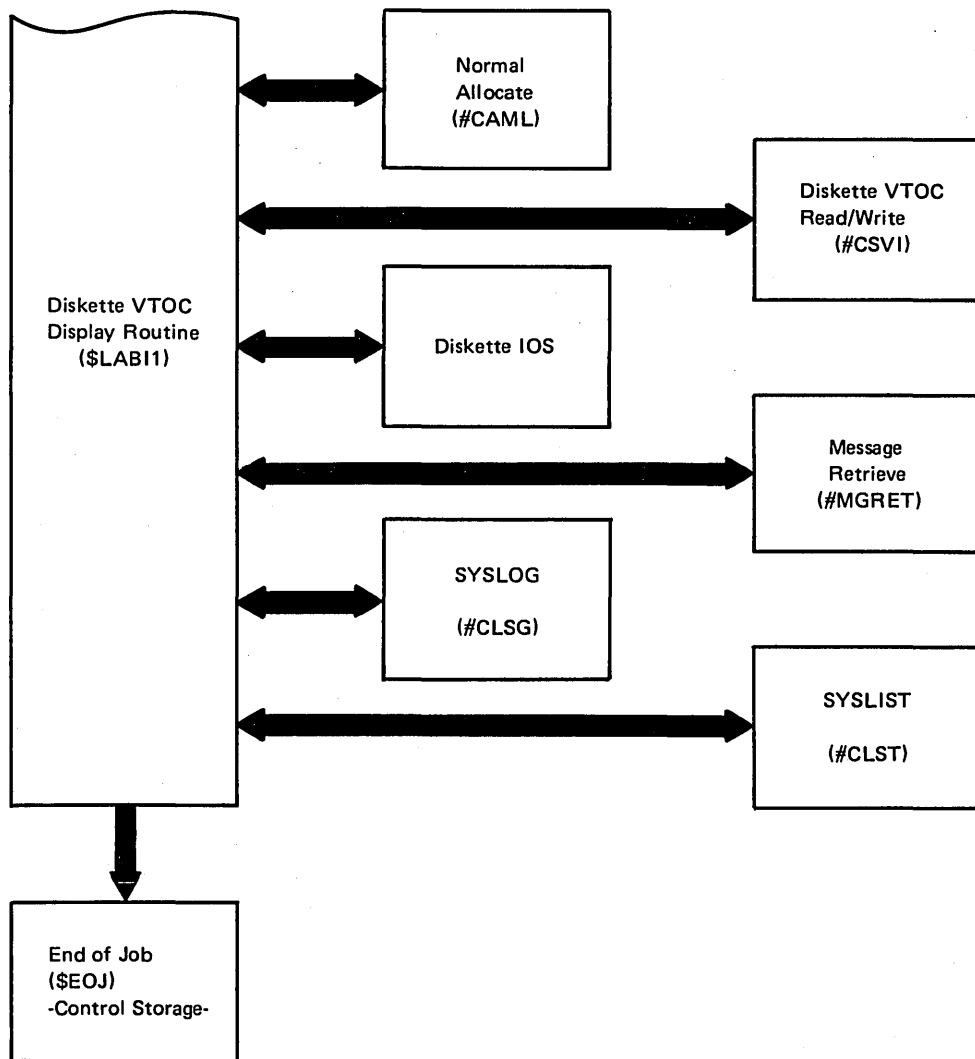 Normal
Allocate
(#CAML)
Diskette VTOC
Read/Write
(#CSVI)
Diskette VTOC
Display Routine
($LABI1)
Diskette IOS
Message
Retrieve
(#MGRET)
SYSLOG
(#CLSG)
SYSLIST
(#CLST)
End of Job
($EOJ)
-Control Storage-